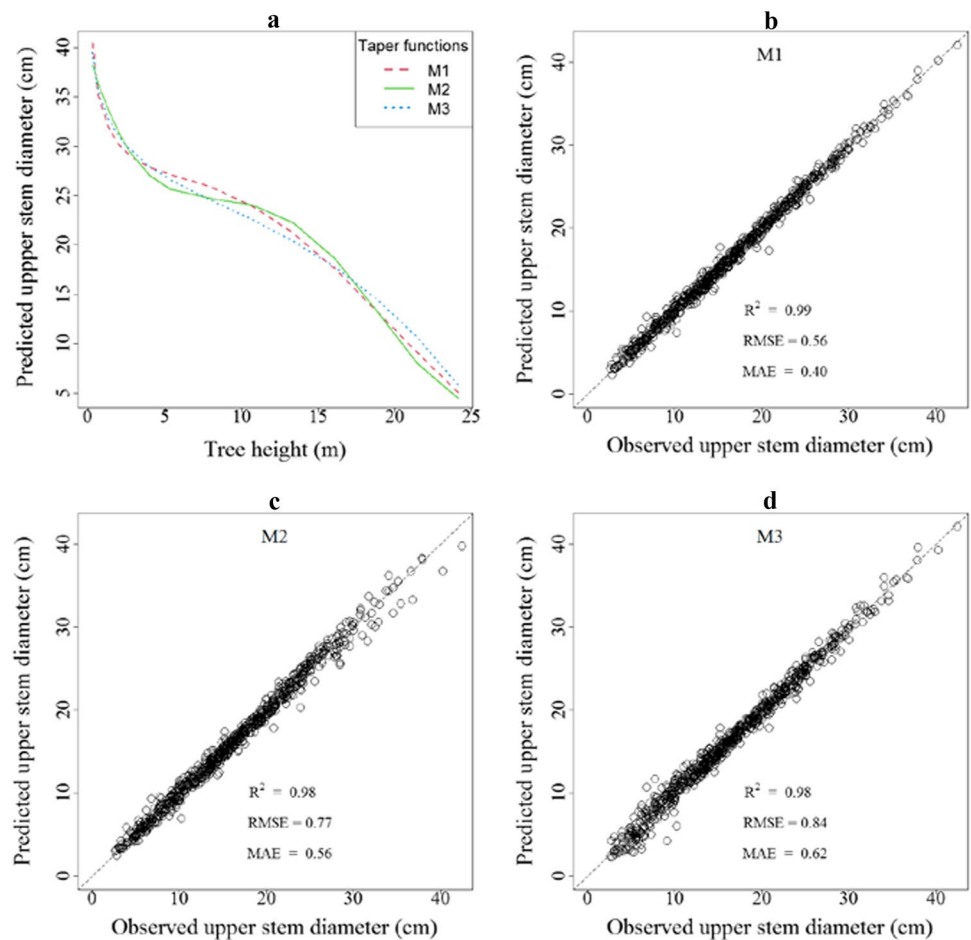 a
Predicted upppper stem diameter (cm)
40
35
30
25
20
15
10
5
Taper functions
M1
M2
M3
0 5 10 15 20 25
Tree height (m)
b
Predicted upper stem diameter (cm)
40
30
20
10
0
M1
R² = 0.99
RMSE = 0.56
MAE = 0.40
0 10 20 30 40
Observed upper stem diameter (cm)
c
Predicted upper stem diameter (cm)
40
30
20
10
0
M2
R² = 0.98
RMSE = 0.77
MAE = 0.56
0 10 20 30 40
Observed upper stem diameter (cm)
d
Predicted upper stem diameter (cm)
40
30
20
10
0
M3
R² = 0.98
RMSE = 0.84
MAE = 0.62
0 10 20 30 40
Observed upper stem diameter (cm)